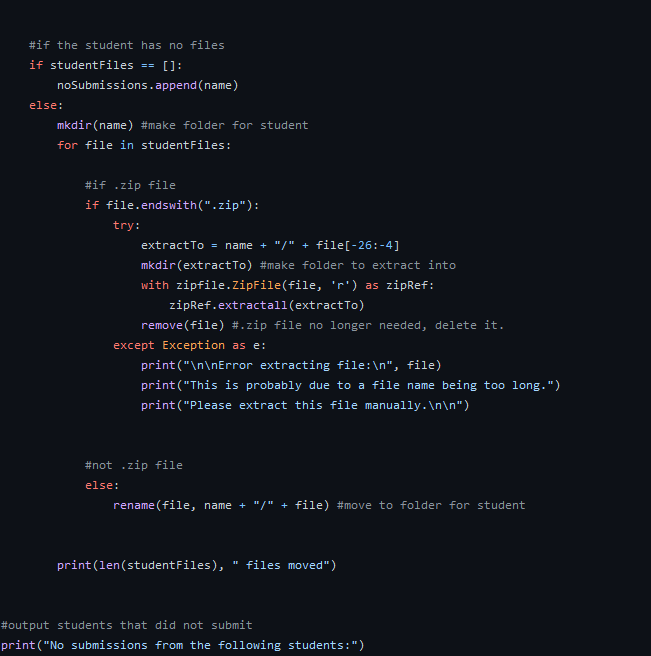 #if the student has no files
if studentFiles == []:
noSubmissions.append(name)
else:
mkdir(name) #make folder for student
for file in studentFiles:
#if .zip file
if file.endswith(".zip"):
try:
extractTo = name + "/" + file[-26:-4]
mkdir(extractTo) #make folder to extract into
with zipfile.ZipFile(file, 'r') as zipRef:
zipRef.extractall(extractTo)
remove(file) #.zip file no longer needed, delete it.
except Exception as e:
print("\n\nError extracting file:\n", file)
print("This is probably due to a file name being too long.")
print("Please extract this file manually.\n\n")
#not .zip file
else:
rename(file, name + "/" + file) #move to folder for student
print(len(studentFiles), " files moved")
#output students that did not submit
print("No submissions from the following students:")